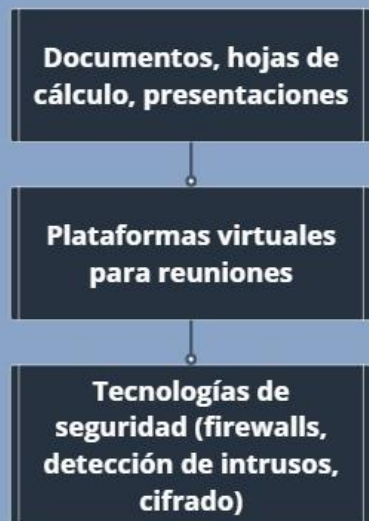 Documentos, hojas de
cálculo, presentaciones
Plataformas virtuales
para reuniones
Tecnologías de
seguridad (firewalls,
detección de intrusos,
cifrado)